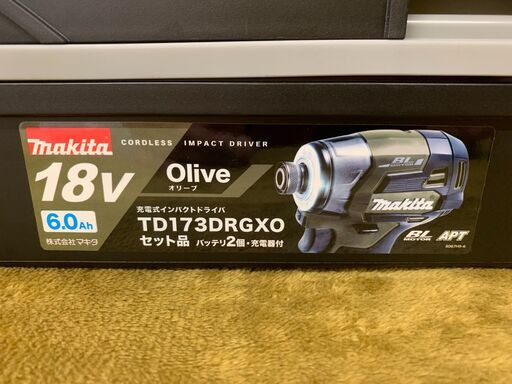 makita
CORDLESS IMPACT DRIVER
18V
6.0Ah
株式会社マキタ
Olive
オリーブ
充電式インパクトドライバ
TD173DRGXO
セット品 バッテリ2個・充電器付
BL
makita
BL MOTOR
APT